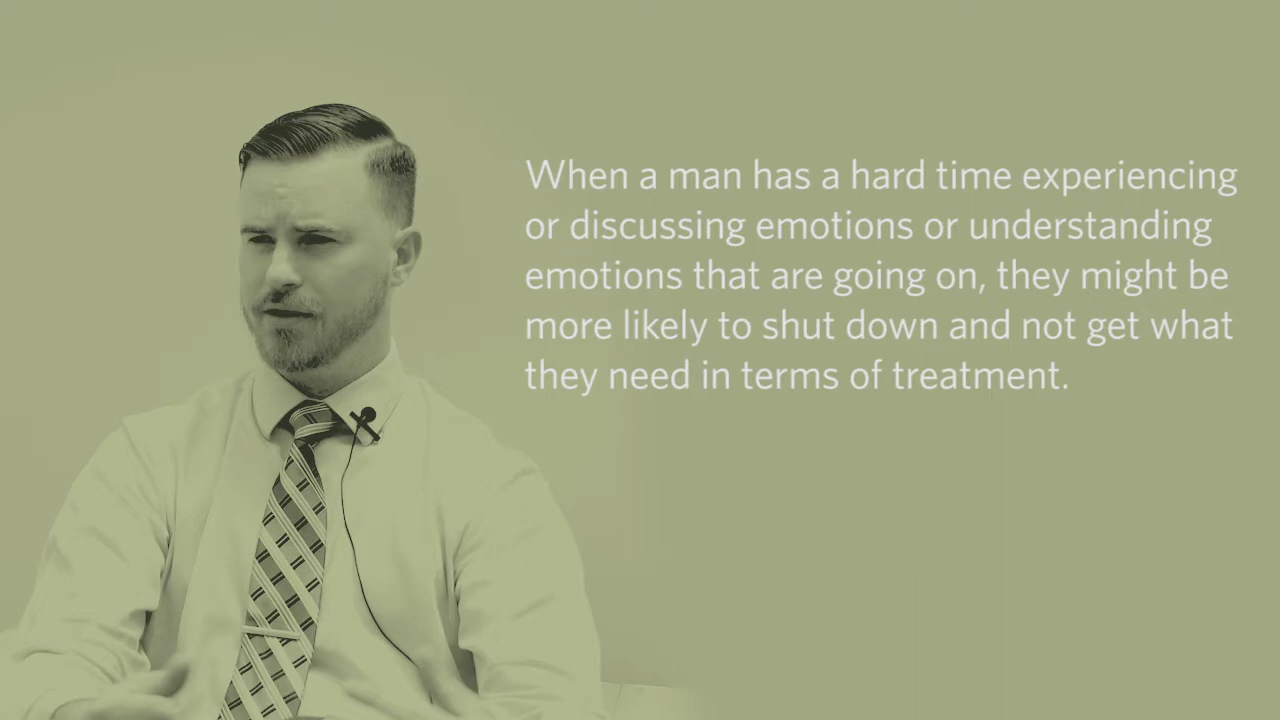 When a man has a hard time experiencing
or discussing emotions or understanding
emotions that are going on, they might be
more likely to shut down and not get what
they need in terms of treatment.